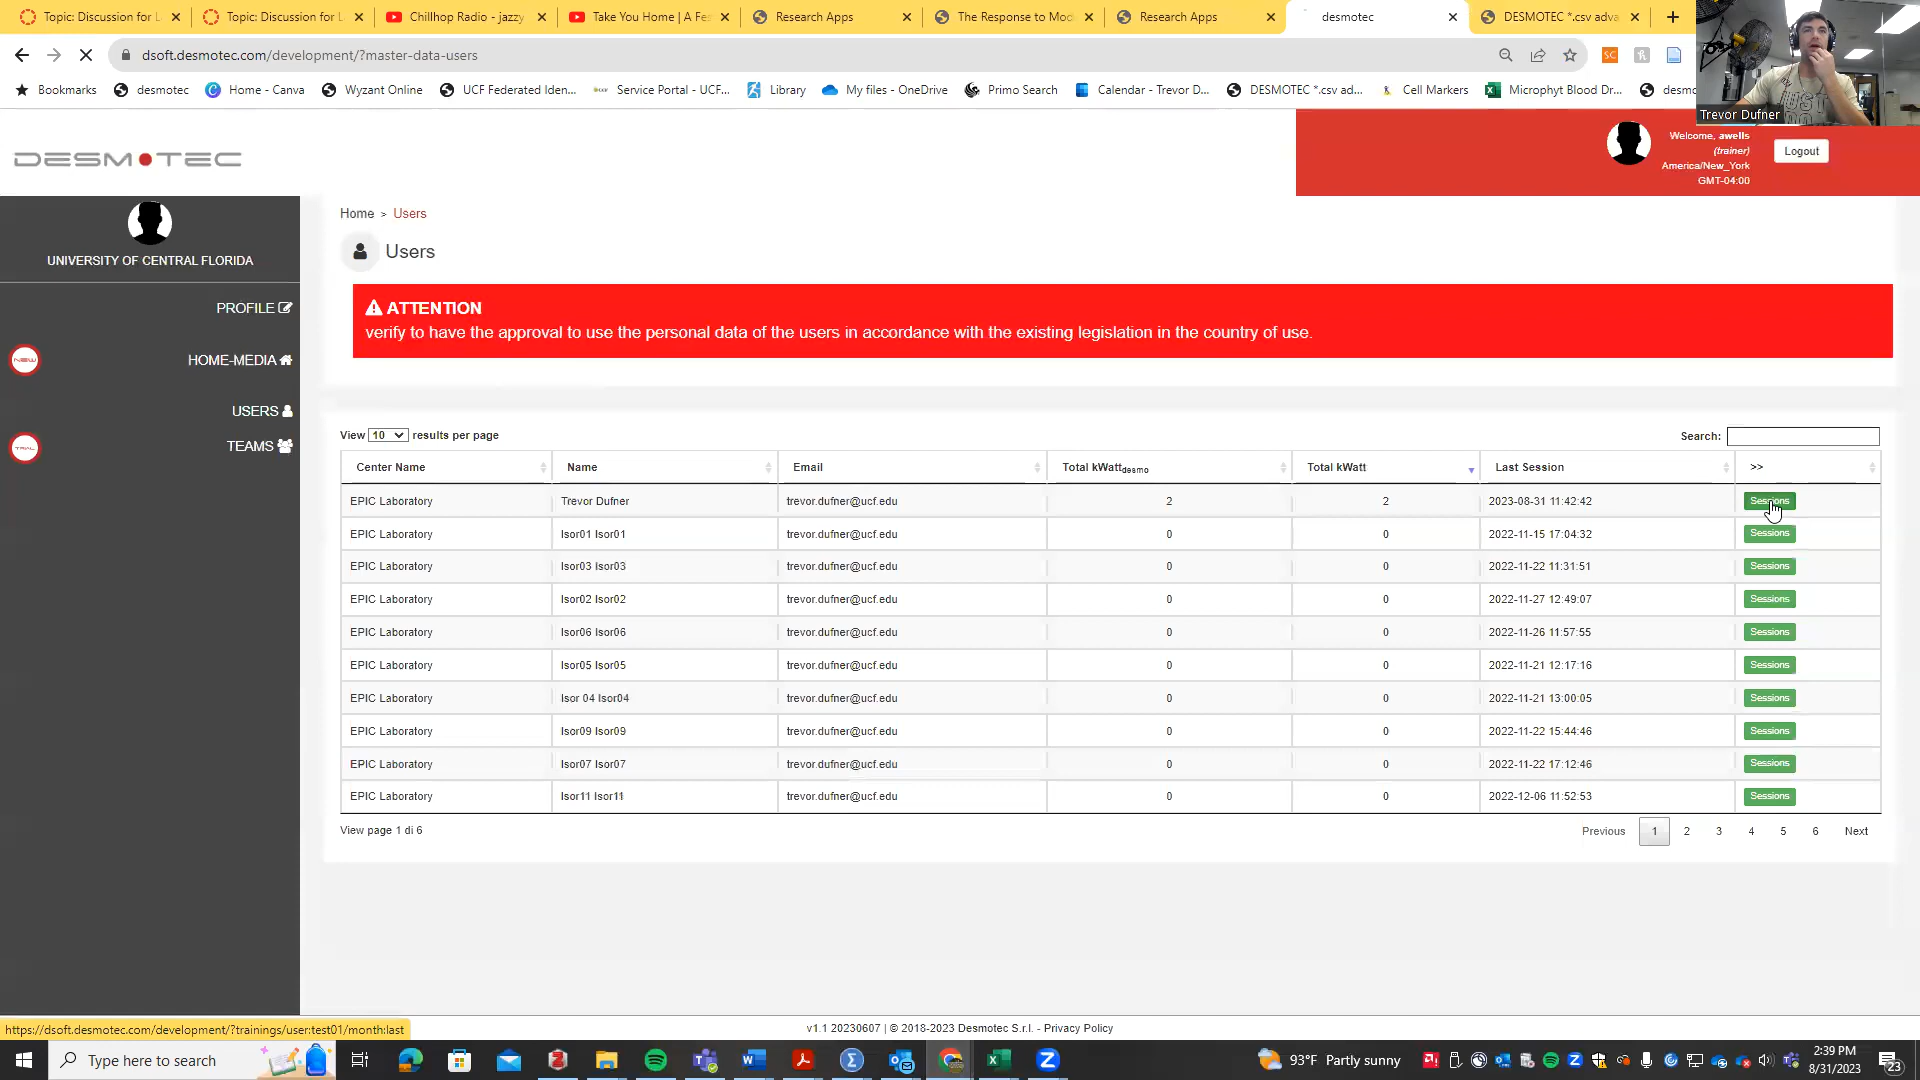 Topic: Discussion for L
Topic: Discussion for L
Chillhop Radio - jazzy
Take You Home | A Fes
Research Apps
The Response to Mod
Research Apps
desmotec
DESMOTEC *.csv adva
dsoft.desmotec.com/development/?master-data-users
Bookmarks
desmotec
Home - Canva
Wyzant Online
UCF Federated Iden...
Service Portal - UCF...
Library
My files - OneDrive
Primo Search
Calendar - Trevor D...
DESMOTEC *.csv ad...
Cell Markers
Microphyt Blood Dr...
desmo
Trevor Dufner
DESMOTEC
Welcome, awells
(trainer)
America/New_York
GMT-04:00
Logout
UNIVERSITY OF CENTRAL FLORIDA
PROFILE
NEW
HOME-MEDIA
USERS
TRIAL
TEAMS
Home > Users
Users
ATTENTION
verify to have the approval to use the personal data of the users in accordance with the existing legislation in the country of use.
View 10 results per page
Search:
Center Name Name Email Total kWattdesmo Total kWatt Last Session >>
EPIC Laboratory Trevor Dufner trevor.dufner@ucf.edu 2 2 2023-08-31 11:42:42 Sessions
EPIC Laboratory Isor01 Isor01 trevor.dufner@ucf.edu 0 0 2022-11-15 17:04:32 Sessions
EPIC Laboratory Isor03 Isor03 trevor.dufner@ucf.edu 0 0 2022-11-22 11:31:51 Sessions
EPIC Laboratory Isor02 Isor02 trevor.dufner@ucf.edu 0 0 2022-11-27 12:49:07 Sessions
EPIC Laboratory Isor06 Isor06 trevor.dufner@ucf.edu 0 0 2022-11-26 11:57:55 Sessions
EPIC Laboratory Isor05 Isor05 trevor.dufner@ucf.edu 0 0 2022-11-21 12:17:16 Sessions
EPIC Laboratory Isor 04 Isor04 trevor.dufner@ucf.edu 0 0 2022-11-21 13:00:05 Sessions
EPIC Laboratory Isor09 Isor09 trevor.dufner@ucf.edu 0 0 2022-11-22 15:44:46 Sessions
EPIC Laboratory Isor07 Isor07 trevor.dufner@ucf.edu 0 0 2022-11-22 17:12:46 Sessions
EPIC Laboratory Isor11 Isor11 trevor.dufner@ucf.edu 0 0 2022-12-06 11:52:53 Sessions
View page 1 di 6
Previous 1 2 3 4 5 6 Next
https://dsoft.desmotec.com/development/?trainings/user:test01/month:last
v1.1 20230607 | © 2018-2023 Desmotec S.r.l. - Privacy Policy
Type here to search
93°F Partly sunny
2:39 PM
8/31/2023
23